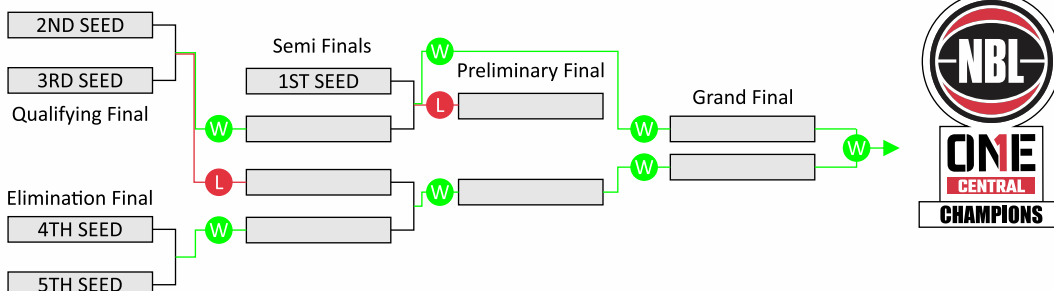 2ND SEED
3RD SEED
Qualifying Final
Elimination Final
4TH SEED
5TH SEED
Semi Finals
1ST SEED
W
L
W
W
L
Preliminary Final
W
Grand Final
W
W
W
NBL
ONE
CENTRAL
CHAMPIONS